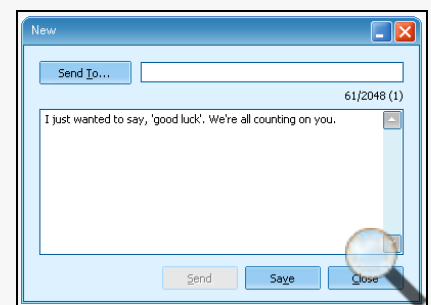 New
Send To...
61/2048 (1)
I just wanted to say, 'good luck'. We're all counting on you.
Send
Save
Close